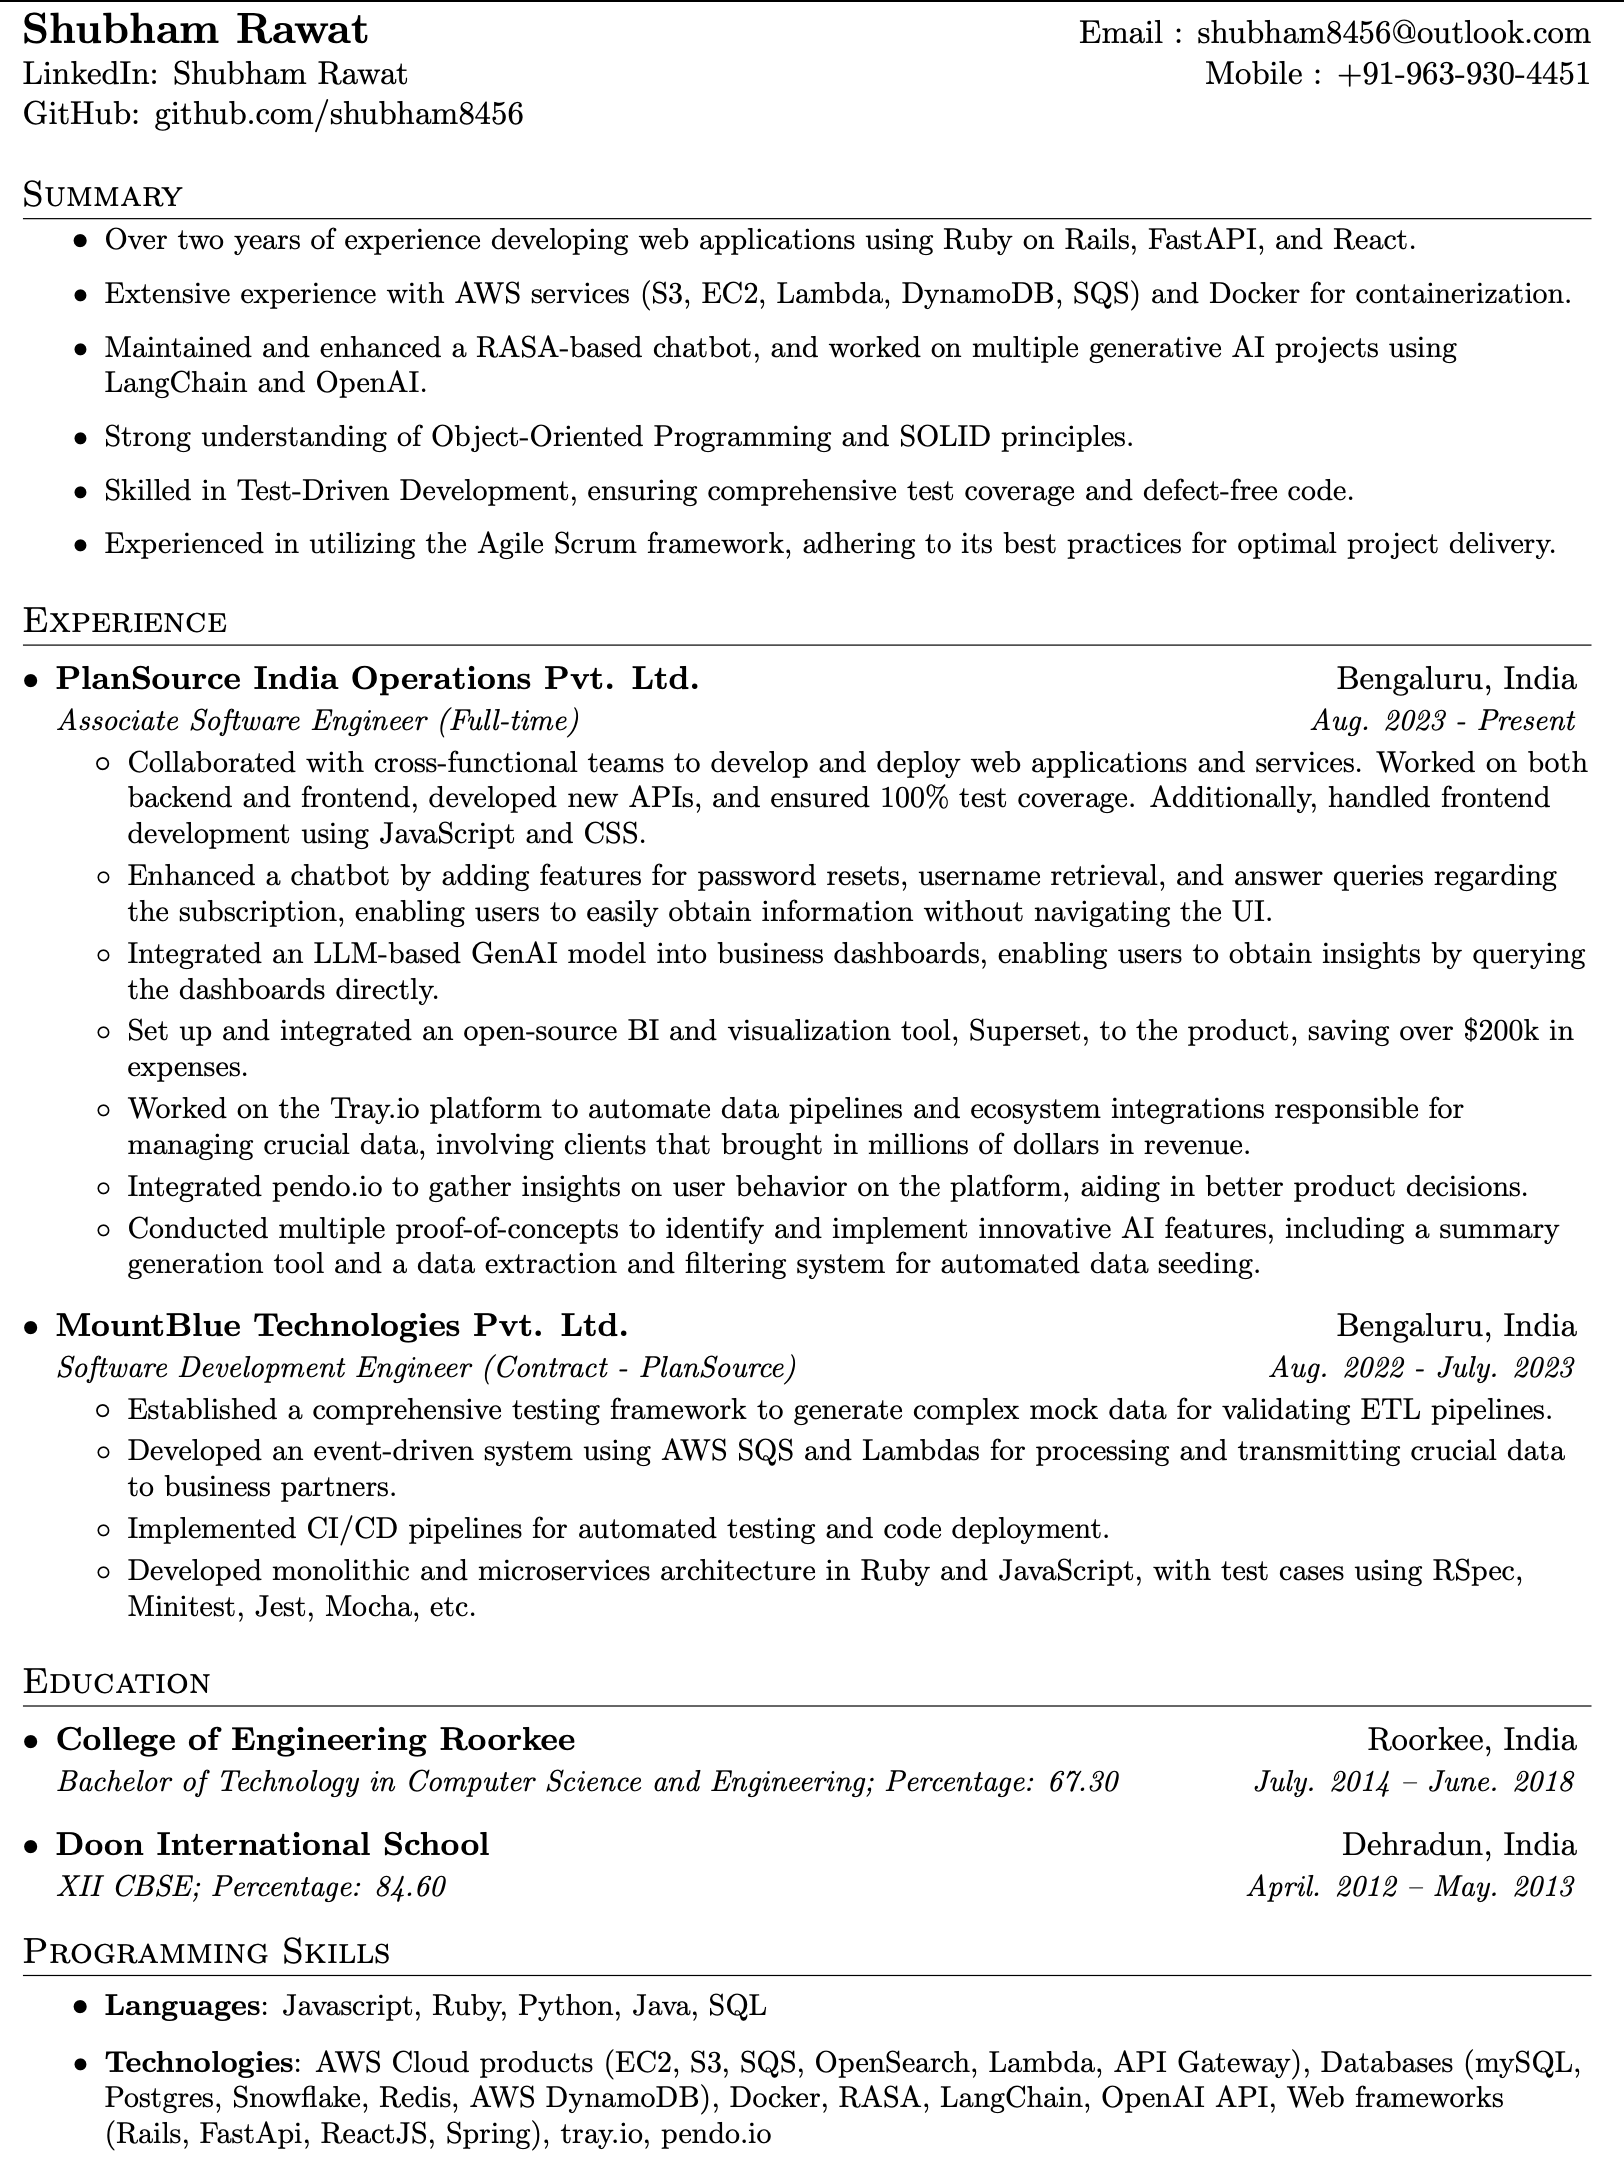 Shubham Rawat
Email : shubham8456@outlook.com
LinkedIn: Shubham Rawat
Mobile : +91-963-930-4451
GitHub: github.com/shubham8456
Summary
• Over two years of experience developing web applications using Ruby on Rails, FastAPI, and React.
• Extensive experience with AWS services (S3, EC2, Lambda, DynamoDB, SQS) and Docker for containerization.
• Maintained and enhanced a RASA-based chatbot, and worked on multiple generative AI projects using
LangChain and OpenAI.
• Strong understanding of Object-Oriented Programming and SOLID principles.
• Skilled in Test-Driven Development, ensuring comprehensive test coverage and defect-free code.
• Experienced in utilizing the Agile Scrum framework, adhering to its best practices for optimal project delivery.
Experience
• PlanSource India Operations Pvt. Ltd. Bengaluru, India
Associate Software Engineer (Full-time) Aug. 2023 - Present
◦ Collaborated with cross-functional teams to develop and deploy web applications and services. Worked on both
backend and frontend, developed new APIs, and ensured 100% test coverage. Additionally, handled frontend
development using JavaScript and CSS.
◦ Enhanced a chatbot by adding features for password resets, username retrieval, and answer queries regarding
the subscription, enabling users to easily obtain information without navigating the UI.
◦ Integrated an LLM-based GenAI model into business dashboards, enabling users to obtain insights by querying
the dashboards directly.
◦ Set up and integrated an open-source BI and visualization tool, Superset, to the product, saving over $200k in
expenses.
◦ Worked on the Tray.io platform to automate data pipelines and ecosystem integrations responsible for
managing crucial data, involving clients that brought in millions of dollars in revenue.
◦ Integrated pendo.io to gather insights on user behavior on the platform, aiding in better product decisions.
◦ Conducted multiple proof-of-concepts to identify and implement innovative AI features, including a summary
generation tool and a data extraction and filtering system for automated data seeding.
• MountBlue Technologies Pvt. Ltd. Bengaluru, India
Software Development Engineer (Contract - PlanSource) Aug. 2022 - July. 2023
◦ Established a comprehensive testing framework to generate complex mock data for validating ETL pipelines.
◦ Developed an event-driven system using AWS SQS and Lambdas for processing and transmitting crucial data
to business partners.
◦ Implemented CI/CD pipelines for automated testing and code deployment.
◦ Developed monolithic and microservices architecture in Ruby and JavaScript, with test cases using RSpec,
Minitest, Jest, Mocha, etc.
Education
• College of Engineering Roorkee Roorkee, India
Bachelor of Technology in Computer Science and Engineering; Percentage: 67.30 July. 2014 – June. 2018
• Doon International School Dehradun, India
XII CBSE; Percentage: 84.60 April. 2012 – May. 2013
Programming Skills
• Languages: Javascript, Ruby, Python, Java, SQL
• Technologies: AWS Cloud products (EC2, S3, SQS, OpenSearch, Lambda, API Gateway), Databases (mySQL,
Postgres, Snowflake, Redis, AWS DynamoDB), Docker, RASA, LangChain, OpenAI API, Web frameworks
(Rails, FastApi, ReactJS, Spring), tray.io, pendo.io